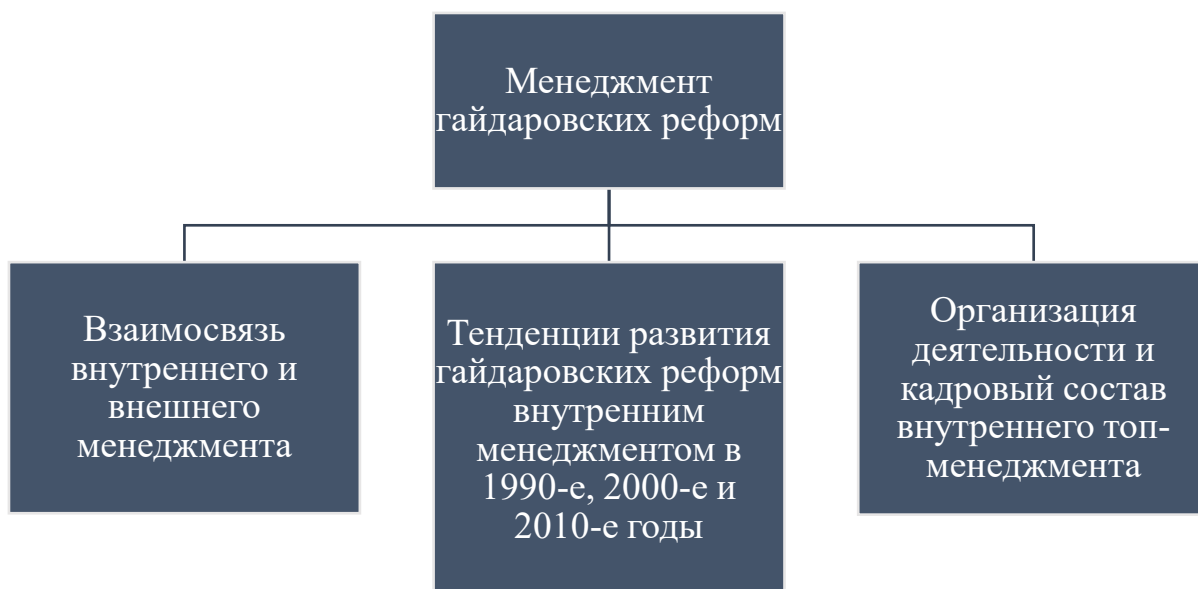 Менеджмент
гайдаровских реформ
Взаимосвязь
внутреннего и
внешнего
менеджмента
Тенденции развития
гайдаровских реформ
внутренним
менеджментом в
1990-е, 2000-е и
2010-е годы
Организация
деятельности и
кадровый состав
внутреннего топ-
менеджмента